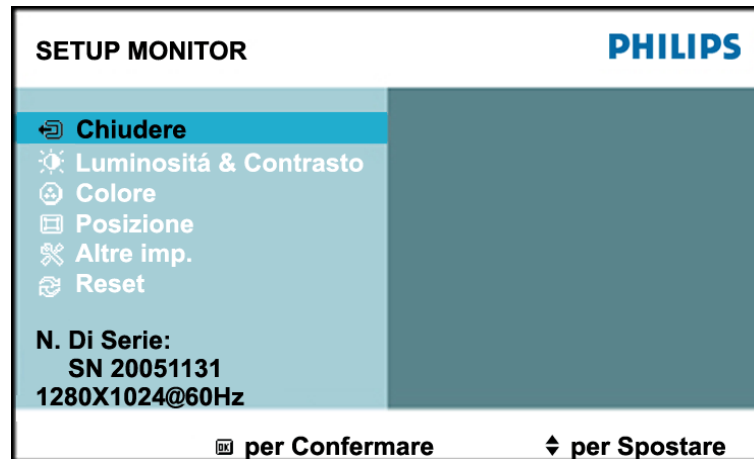 SETUP MONITOR
PHILIPS
Chiudere
Luminositá & Contrasto
Colore
Posizione
Altre imp.
Reset
N. Di Serie:
SN 20051131
1280X1024@60Hz
OK per Confermare
per Spostare